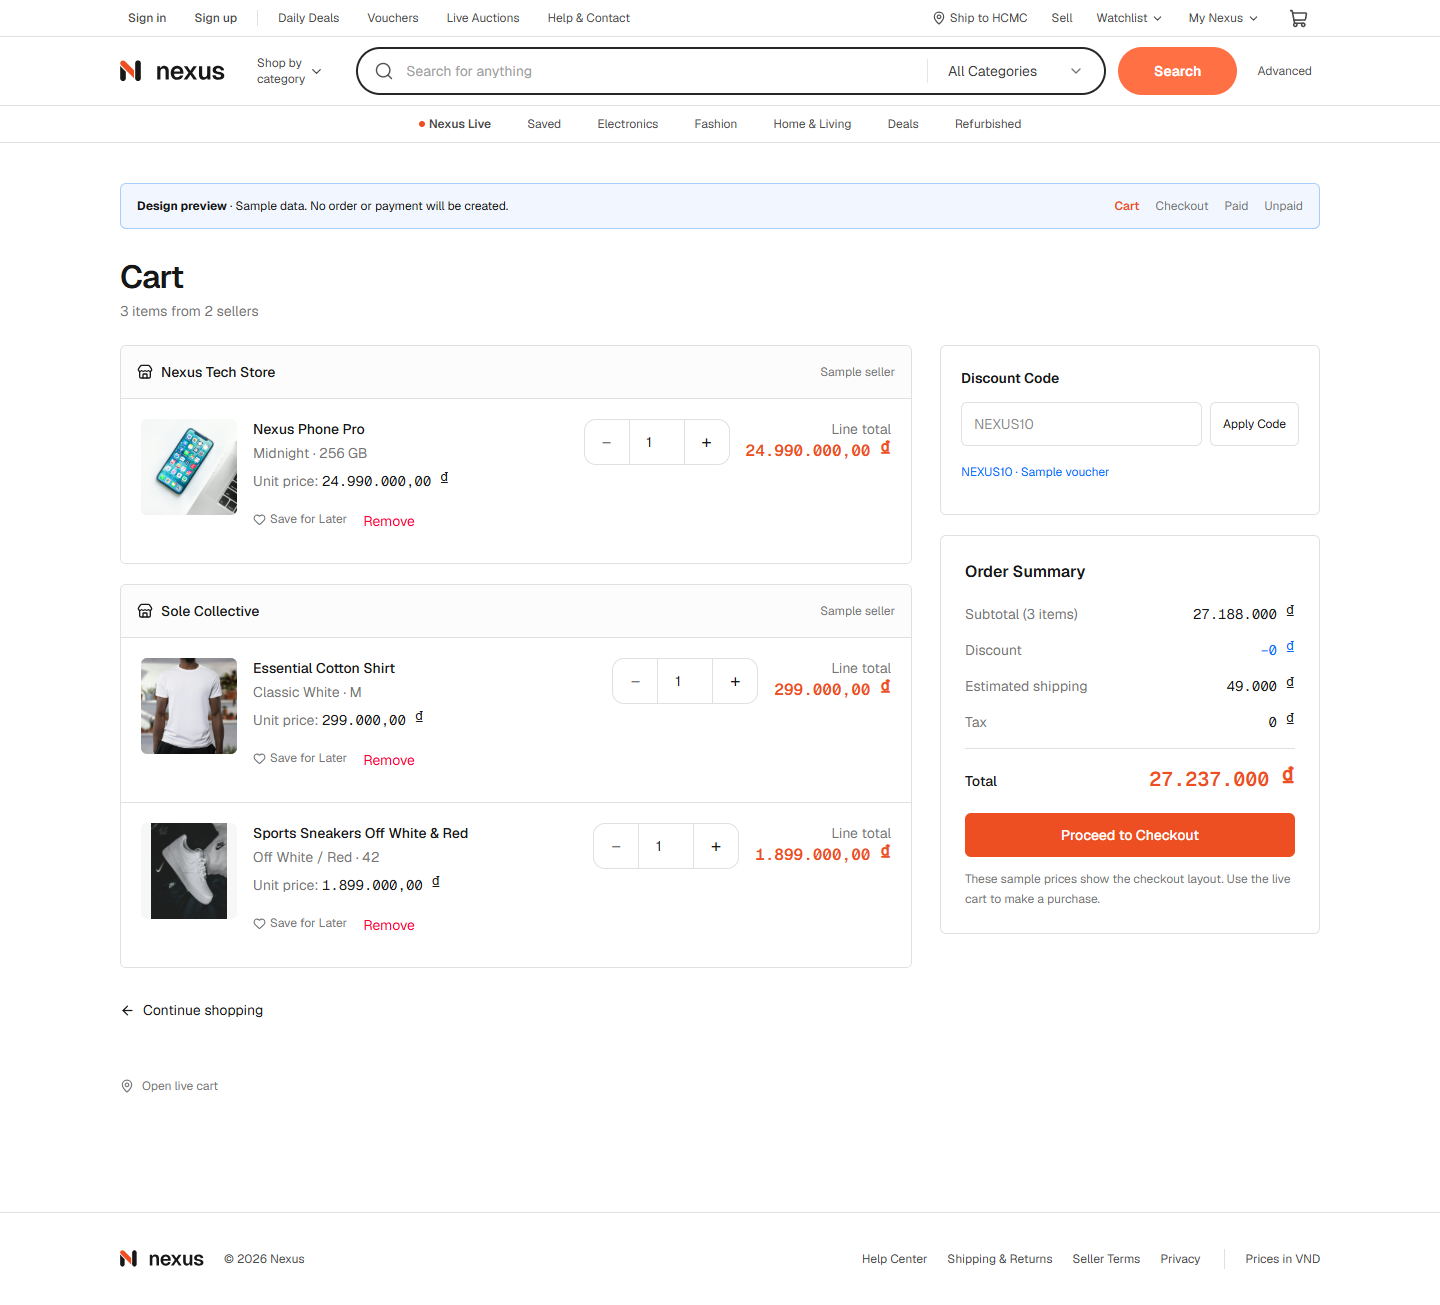 Sign in
Sign up
Daily Deals
Vouchers
Live Auctions
Help & Contact
Ship to HCMC
Sell
Watchlist
My Nexus
nexus
Shop by
category
Search for anything
All Categories
Search
Advanced
Nexus Live
Saved
Electronics
Fashion
Home & Living
Deals
Refurbished
Design preview · Sample data. No order or payment will be created.
Cart
Checkout
Paid
Unpaid
Cart
3 items from 2 sellers
Nexus Tech Store
Sample seller
Nexus Phone Pro
Midnight · 256 GB
Unit price: 24.990.000,00 ₫
Save for Later
Remove
− 1 +
Line total
24.990.000,00 ₫
Sole Collective
Sample seller
Essential Cotton Shirt
Classic White · M
Unit price: 299.000,00 ₫
Save for Later
Remove
− 1 +
Line total
299.000,00 ₫
Sports Sneakers Off White & Red
Off White / Red · 42
Unit price: 1.899.000,00 ₫
Save for Later
Remove
− 1 +
Line total
1.899.000,00 ₫
Continue shopping
Open live cart
Discount Code
NEXUS10
Apply Code
NEXUS10 · Sample voucher
Order Summary
Subtotal (3 items) 27.188.000 ₫
Discount −0 ₫
Estimated shipping 49.000 ₫
Tax 0 ₫
Total 27.237.000 ₫
Proceed to Checkout
These sample prices show the checkout layout. Use the live
cart to make a purchase.
nexus
© 2026 Nexus
Help Center
Shipping & Returns
Seller Terms
Privacy
Prices in VND